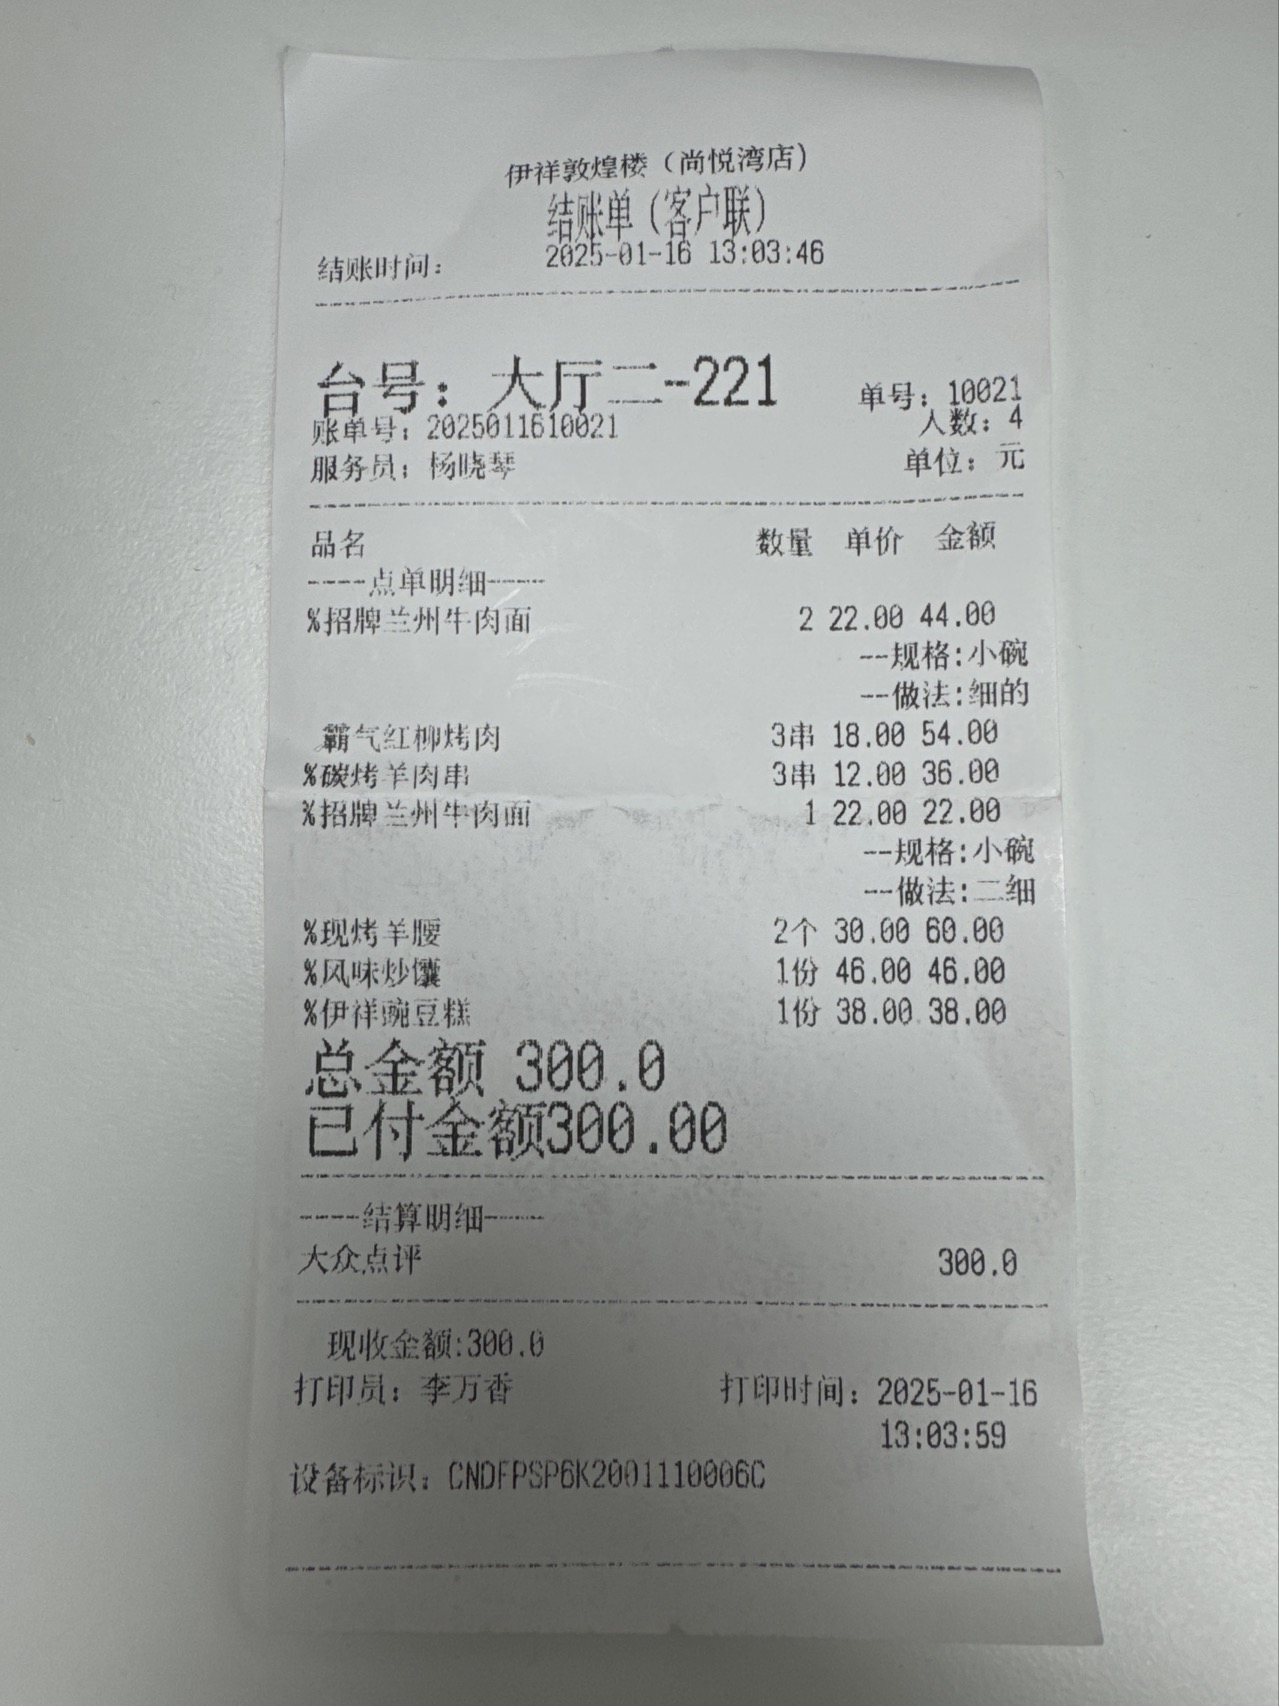 伊祥敦煌楼（尚悦湾店）
结账单（客户联）
结账时间： 2025-01-16 13:03:46
台号： 大厅二-221 单号： 10021
账单号： 2025011610021 人数： 4
服务员： 杨晓琴 单位： 元
品名 数量 单价 金额
----点单明细----
%招牌兰州牛肉面 2 22.00 44.00
--规格:小碗
--做法:细的
霸气红柳烤肉 3串 18.00 54.00
%碳烤羊肉串 3串 12.00 36.00
%招牌兰州牛肉面 1 22.00 22.00
--规格:小碗
--做法:二细
%现烤羊腰 2个 30.00 60.00
%风味炒馕 1份 46.00 46.00
%伊祥豌豆糕 1份 38.00 38.00
总金额 300.0
已付金额300.00
----结算明细----
大众点评 300.0
现收金额:300.0
打印员： 李万香 打印时间： 2025-01-16
13:03:59
设备标识： CNDFPSP6K2001110006C